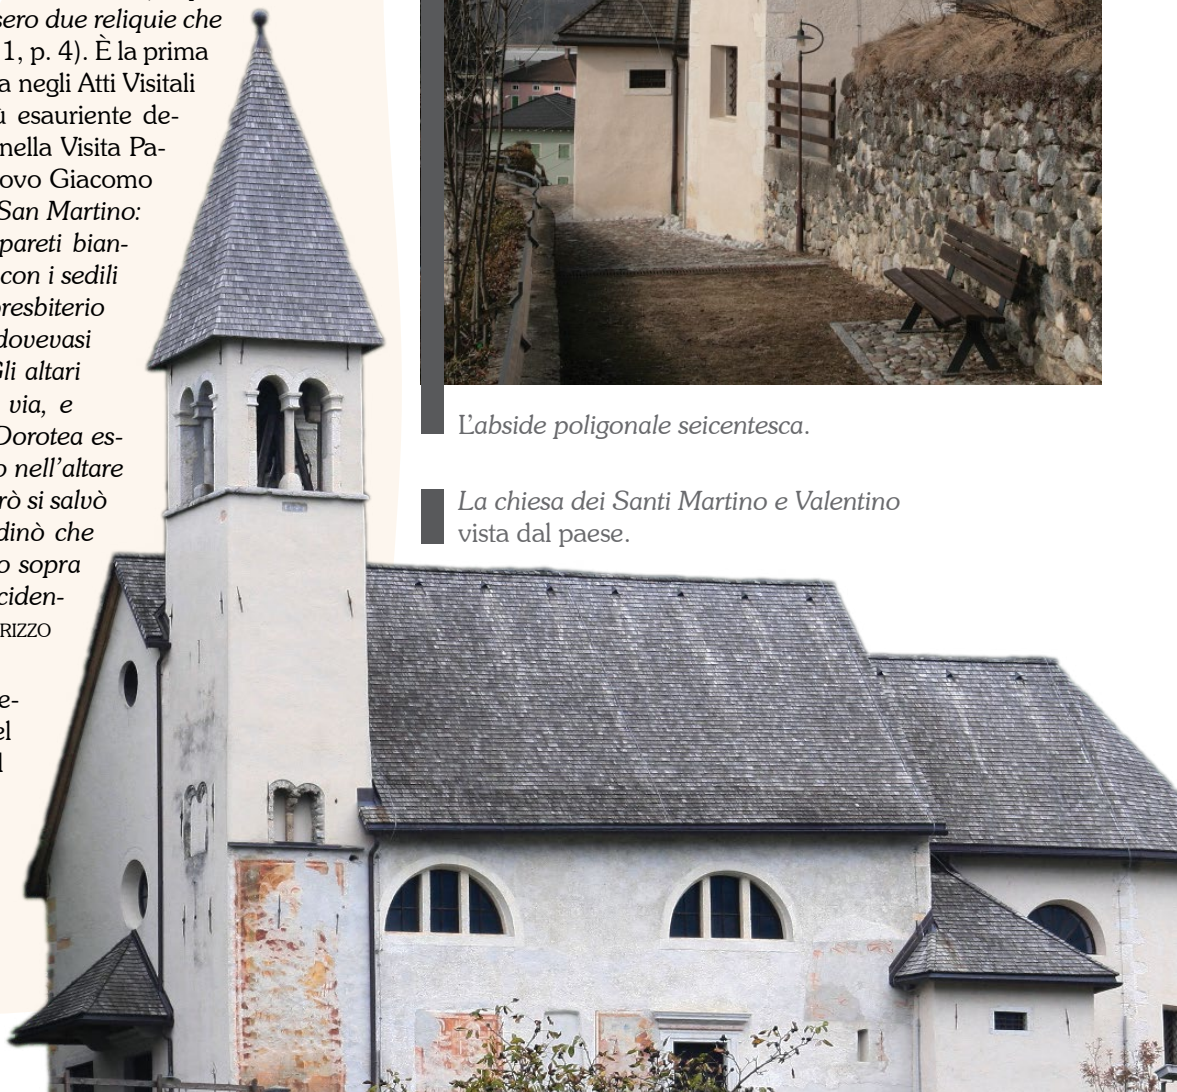 sero due reliquie che
1, p. 4). È la prima
a negli Atti Visitali
ù esauriente de-
nella Visita Pa-
ovo Giacomo
San Martino:
pareti bian-
con i sedili
presbiterio
dovevasi
Gli altari
via, e
Dorotea es-
o nell’altare
rò si salvò
dinò che
o sopra
ciden-
RIZZO
e-
el
l
L’abside poligonale seicentesca.
La chiesa dei Santi Martino e Valentino
vista dal paese.